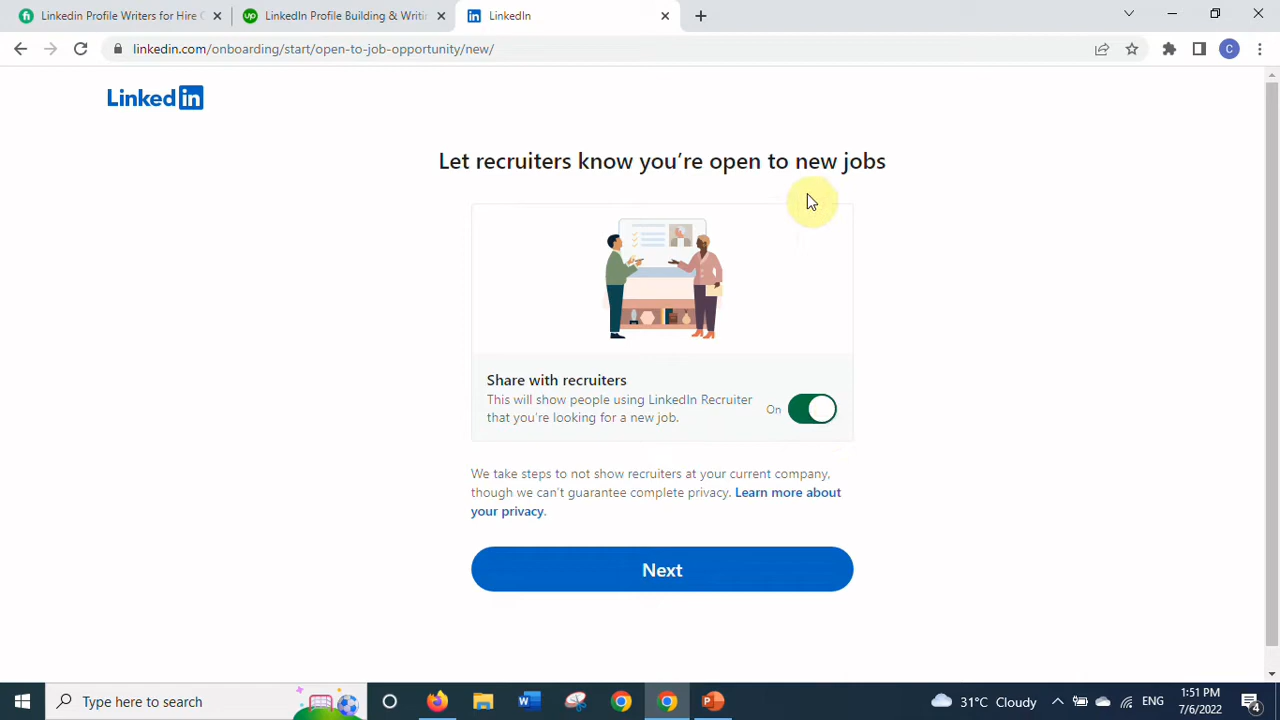 Linkedin Profile Writers for Hire
LinkedIn Profile Building & Writi
LinkedIn
linkedin.com/onboarding/start/open-to-job-opportunity/new/
C
Linked in
Let recruiters know you're open to new jobs
Share with recruiters
This will show people using LinkedIn Recruiter
that you're looking for a new job.
On
We take steps to not show recruiters at your current company,
though we can't guarantee complete privacy. Learn more about
your privacy.
Next
Type here to search
31°C Cloudy
ENG
1:51 PM
7/6/2022
4